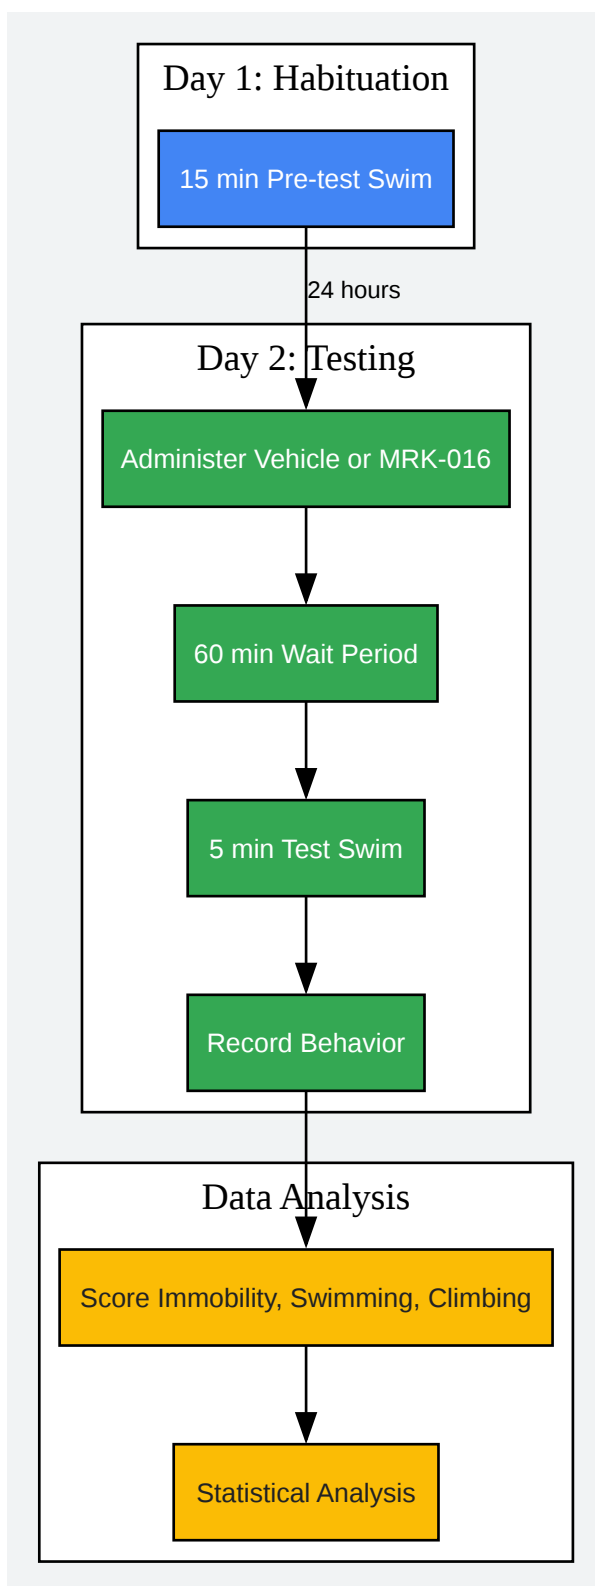 Day 1: Habituation
15 min Pre-test Swim
24 hours
Day 2: Testing
Administer Vehicle or MRK-016
60 min Wait Period
5 min Test Swim
Record Behavior
Data Analysis
Score Immobility, Swimming, Climbing
Statistical Analysis